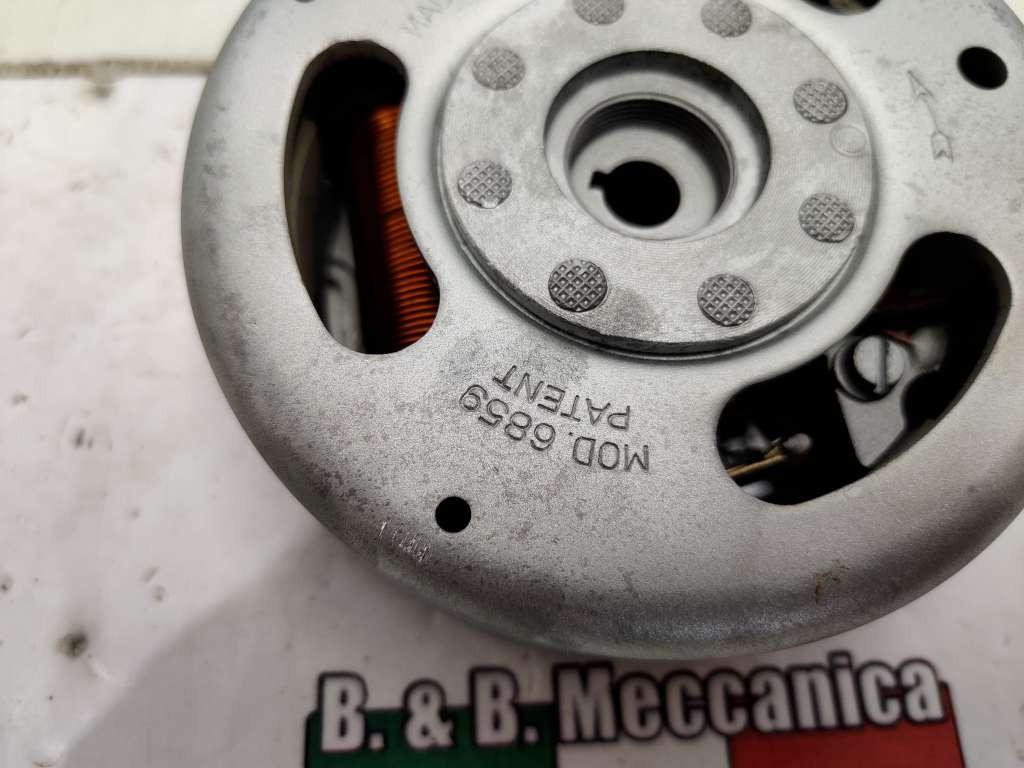 MOD. 6859
PATENT
B. & B. Meccanica